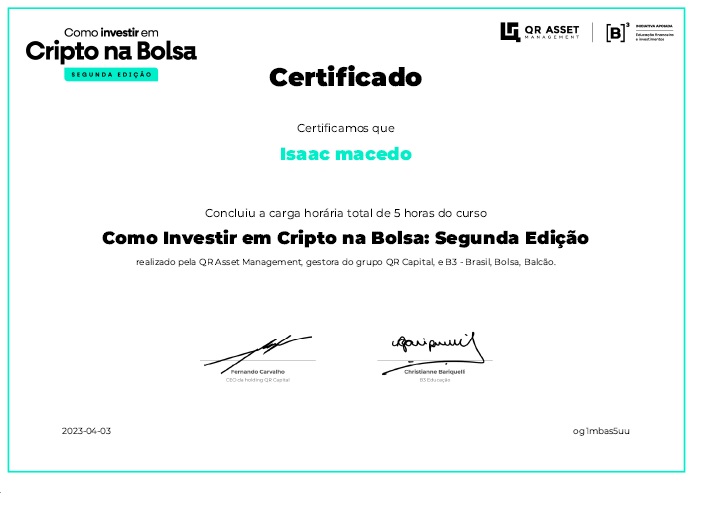 Como investir em
Cripto na Bolsa
SEGUNDA EDIÇÃO
QR ASSET
MANAGEMENT
[B]³
INICIATIVA APOIADA
Educação financeira
e investimentos
Certificado
Certificamos que
Isaac macedo
Concluiu a carga horária total de 5 horas do curso
Como Investir em Cripto na Bolsa: Segunda Edição
realizado pela QR Asset Management, gestora do grupo QR Capital, e B3 - Brasil, Bolsa, Balcão.
Fernando Carvalho
CEO da holding QR Capital
Christianne Bariquelli
B3 Educação
2023-04-03
og1mbas5uu